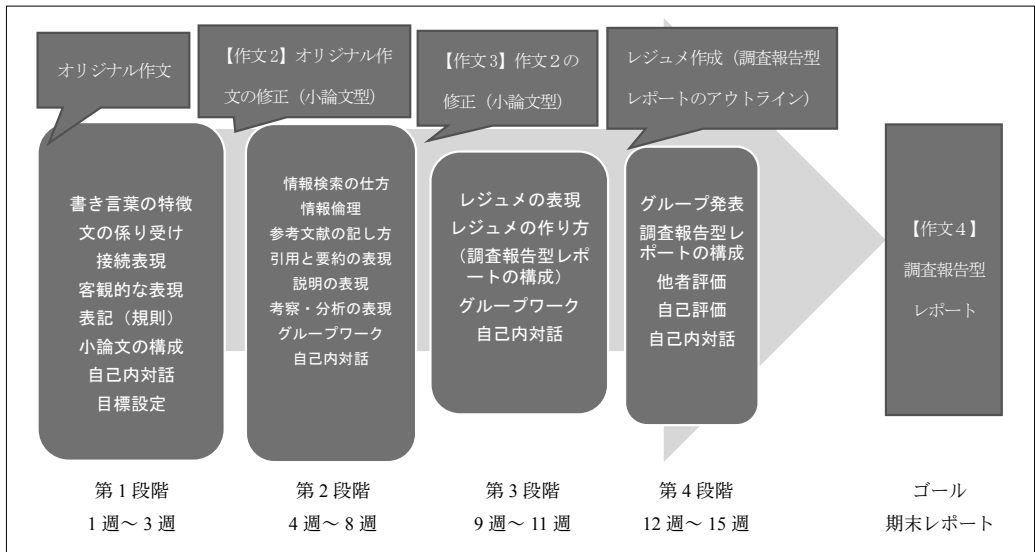 オリジナル作文
【作文2】オリジナル作
文の修正（小論文型）
【作文3】作文２の
修正（小論文型）
レジュメ作成（調査報告型
レポートのアウトライン）
書き言葉の特徴
文の係り受け
接続表現
客観的な表現
表記（規則）
小論文の構成
自己内対話
目標設定
情報検索の仕方
情報倫理
参考文献の記し方
引用と要約の表現
説明の表現
考察・分析の表現
グループワーク
自己内対話
レジュメの表現
レジュメの作り方
（調査報告型レポ
ートの構成）
グループワーク
自己内対話
グループ発表
調査報告型レ
ポートの構成
他者評価
自己評価
自己内対話
【作文４】
調査報告型
レポート
第 1 段階
1 週～ 3 週
第 2 段階
4 週～ 8 週
第 3 段階
9 週～ 11 週
第 4 段階
12 週～ 15 週
ゴール
期末レポート